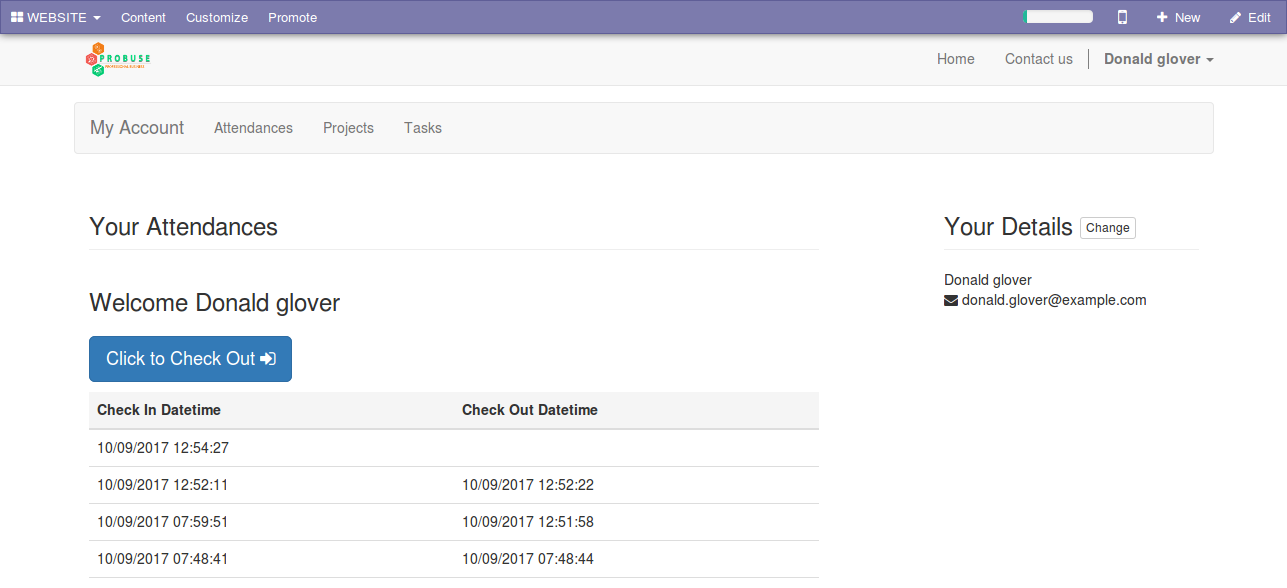 WEBSITE Content Customize Promote New Edit
PROBUSE Home Contact us Donald glover
My Account Attendances Projects Tasks
Your Attendances
Welcome Donald glover
Click to Check Out
Check In Datetime Check Out Datetime
10/09/2017 12:54:27
10/09/2017 12:52:11 10/09/2017 12:52:22
10/09/2017 07:59:51 10/09/2017 12:51:58
10/09/2017 07:48:41 10/09/2017 07:48:44
Your Details Change
Donald glover
donald.glover@example.com